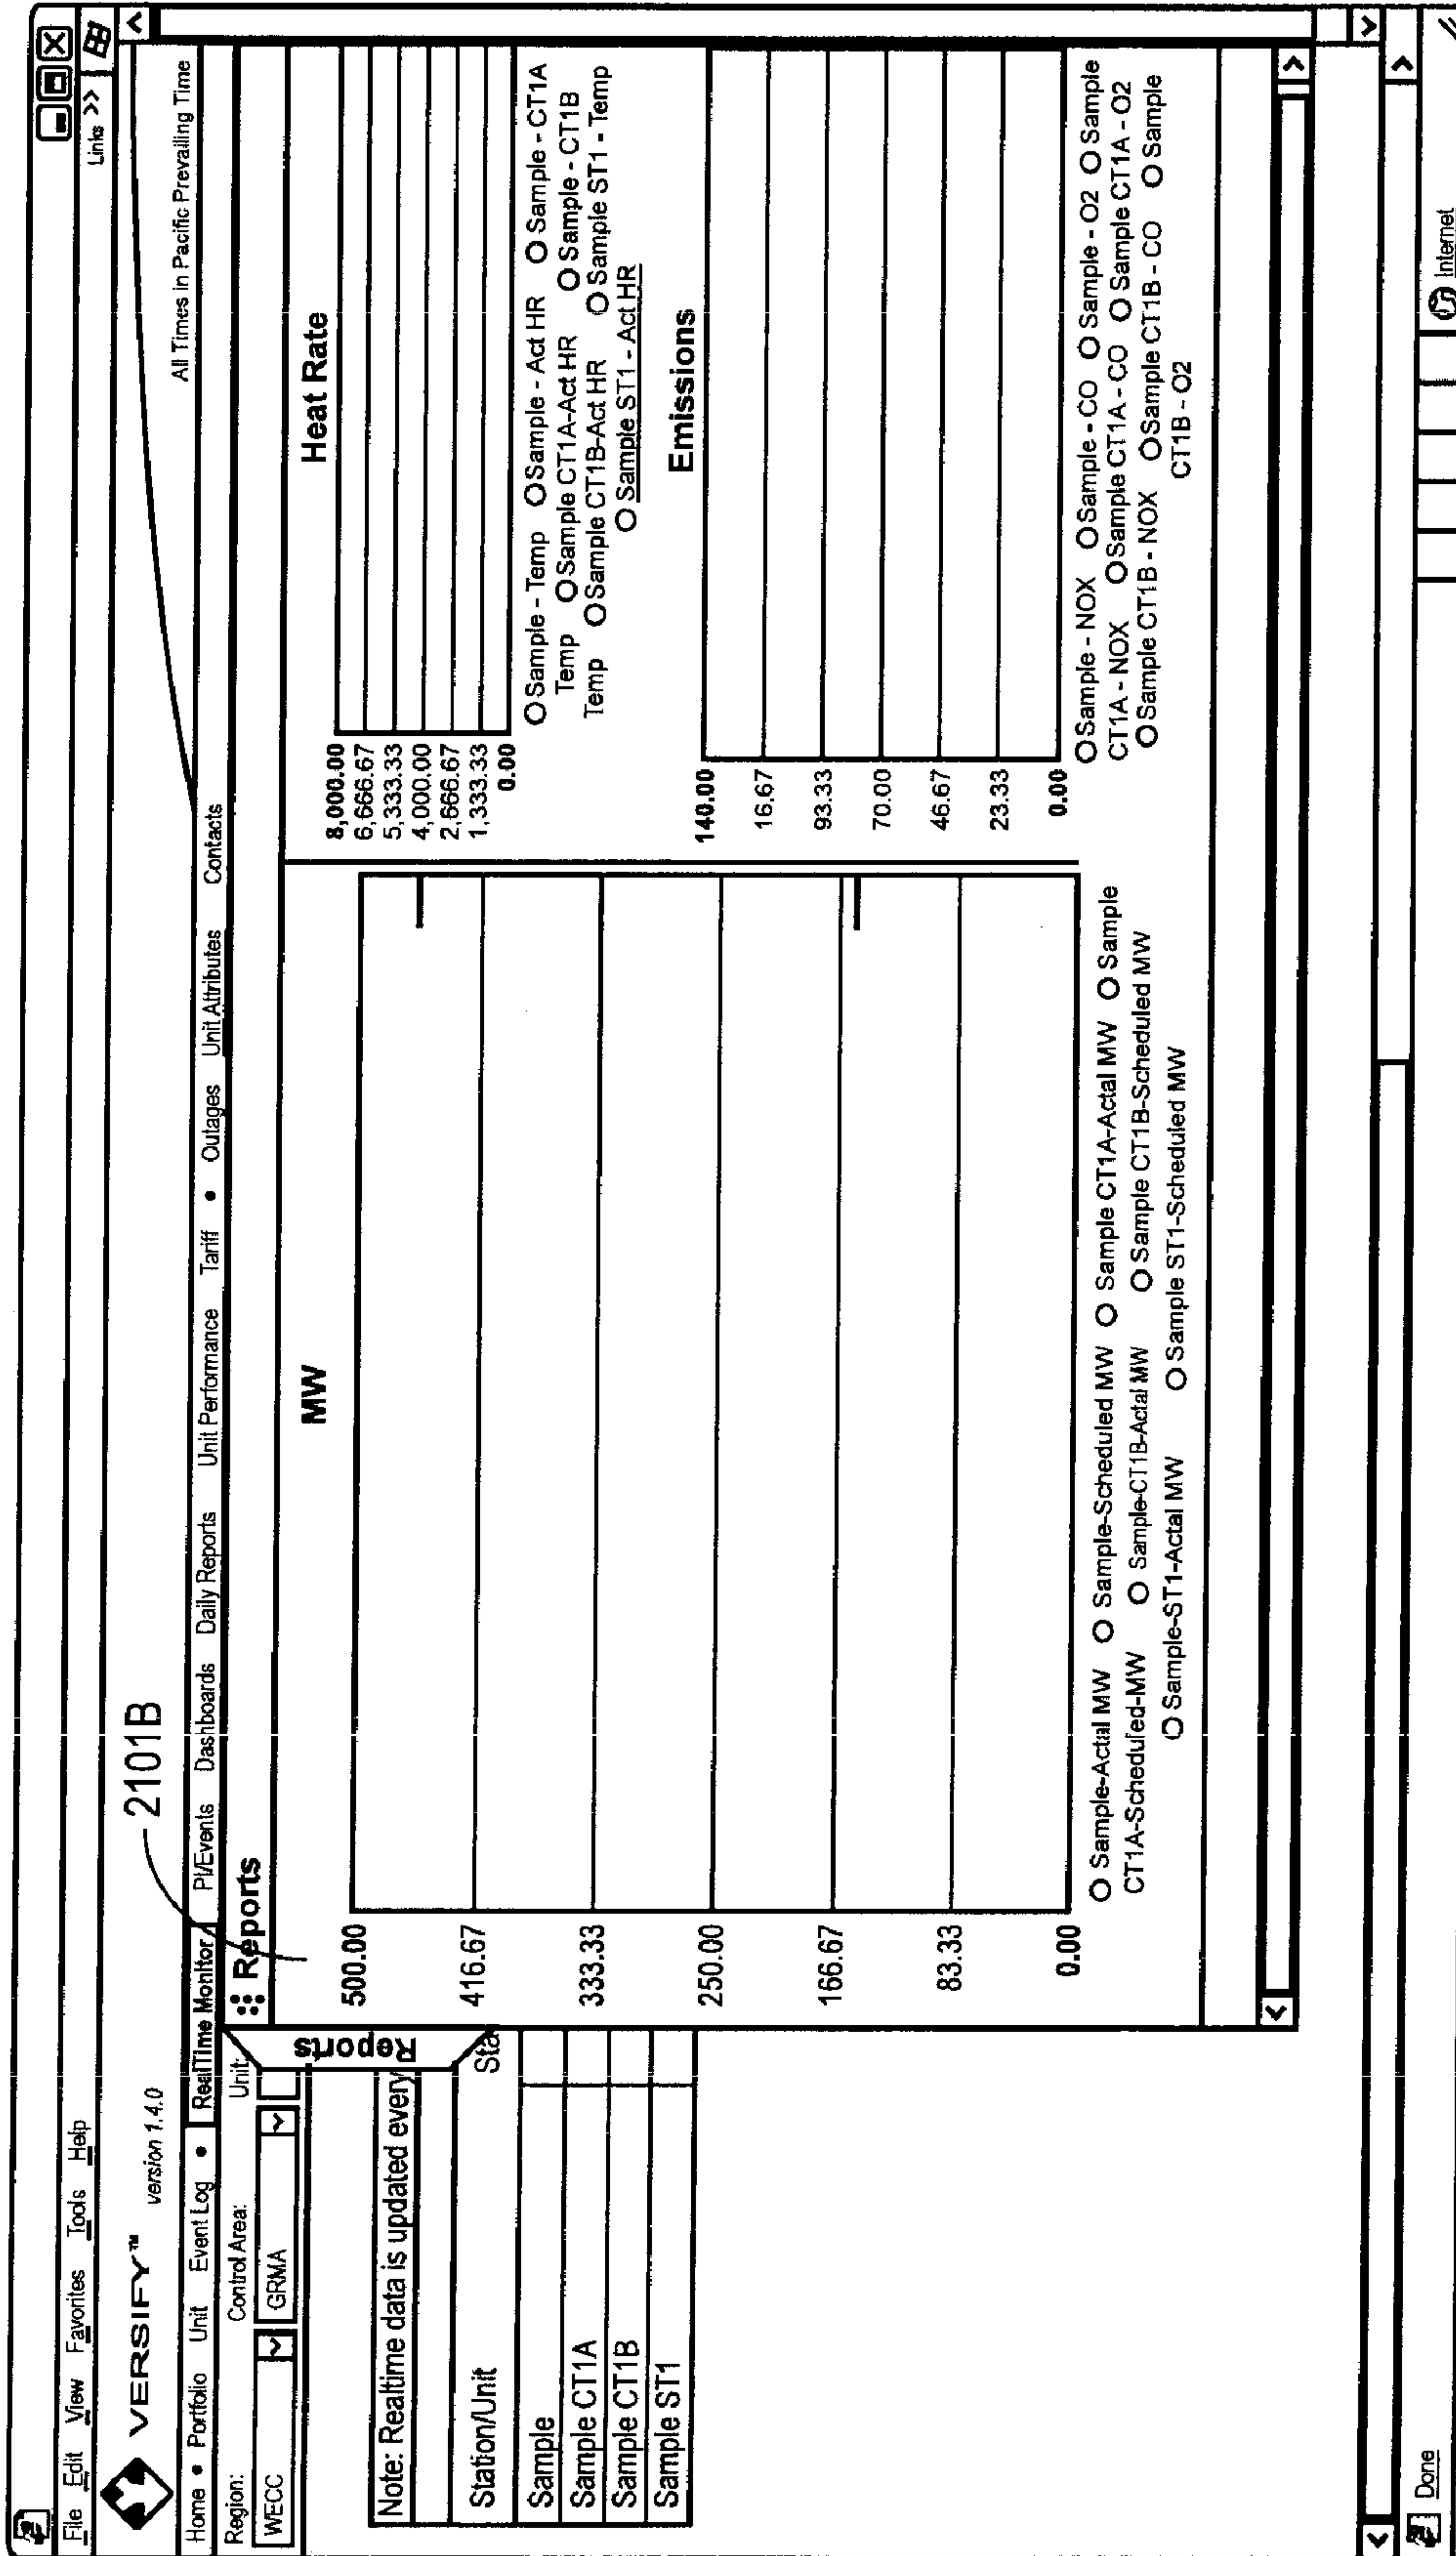 File Edit View Favorites Tools Help
Links >>
VERSIFY™ version 1.4.0
2101B
All Times in Pacific Prevailing Time
Home • Portfolio Unit Event Log • RealTime Monitor PI/Events Dashboards Daily Reports Unit Performance Tariff • Outages Unit Attributes Contacts
Region: Control Area: Unit:
WECC GRMA
Reports
Note: Realtime data is updated every
Station/Unit Sta
Sample
Sample CT1A
Sample CT1B
Sample ST1
Reports
MW
500.00
416.67
333.33
250.00
166.67
83.33
0.00
Sample-Actal MW Sample-Scheduled MW Sample CT1A-Actal MW Sample
CT1A-Scheduled-MW Sample-CT1B-Actal MW Sample CT1B-Scheduled MW
Sample-ST1-Actal MW Sample ST1-Scheduled MW
Heat Rate
8,000.00
6,666.67
5,333.33
4,000.00
2,666.67
1,333.33
0.00
Sample - Temp Sample - Act HR Sample - CT1A
Temp Sample CT1A-Act HR Sample - CT1B
Temp Sample CT1B-Act HR Sample ST1 - Temp
Sample ST1 - Act HR
Emissions
140.00
16.67
93.33
70.00
46.67
23.33
0.00
Sample - NOX Sample - CO Sample - O2 Sample
CT1A - NOX Sample CT1A - CO Sample CT1A - O2
Sample CT1B - NOX Sample CT1B - CO Sample
CT1B - O2
Done
Internet